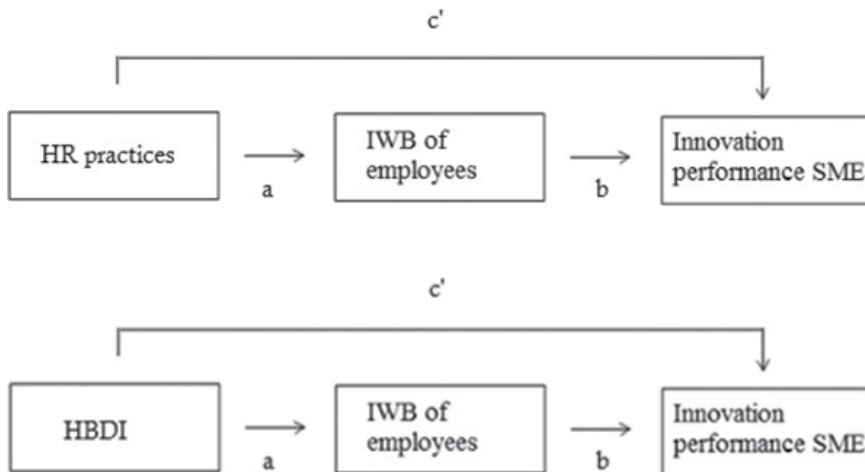 c'
HR practices
IWB of
employees
Innovation
performance SME
a
b
c'
HBDI
IWB of
employees
Innovation
performance SME
a
b